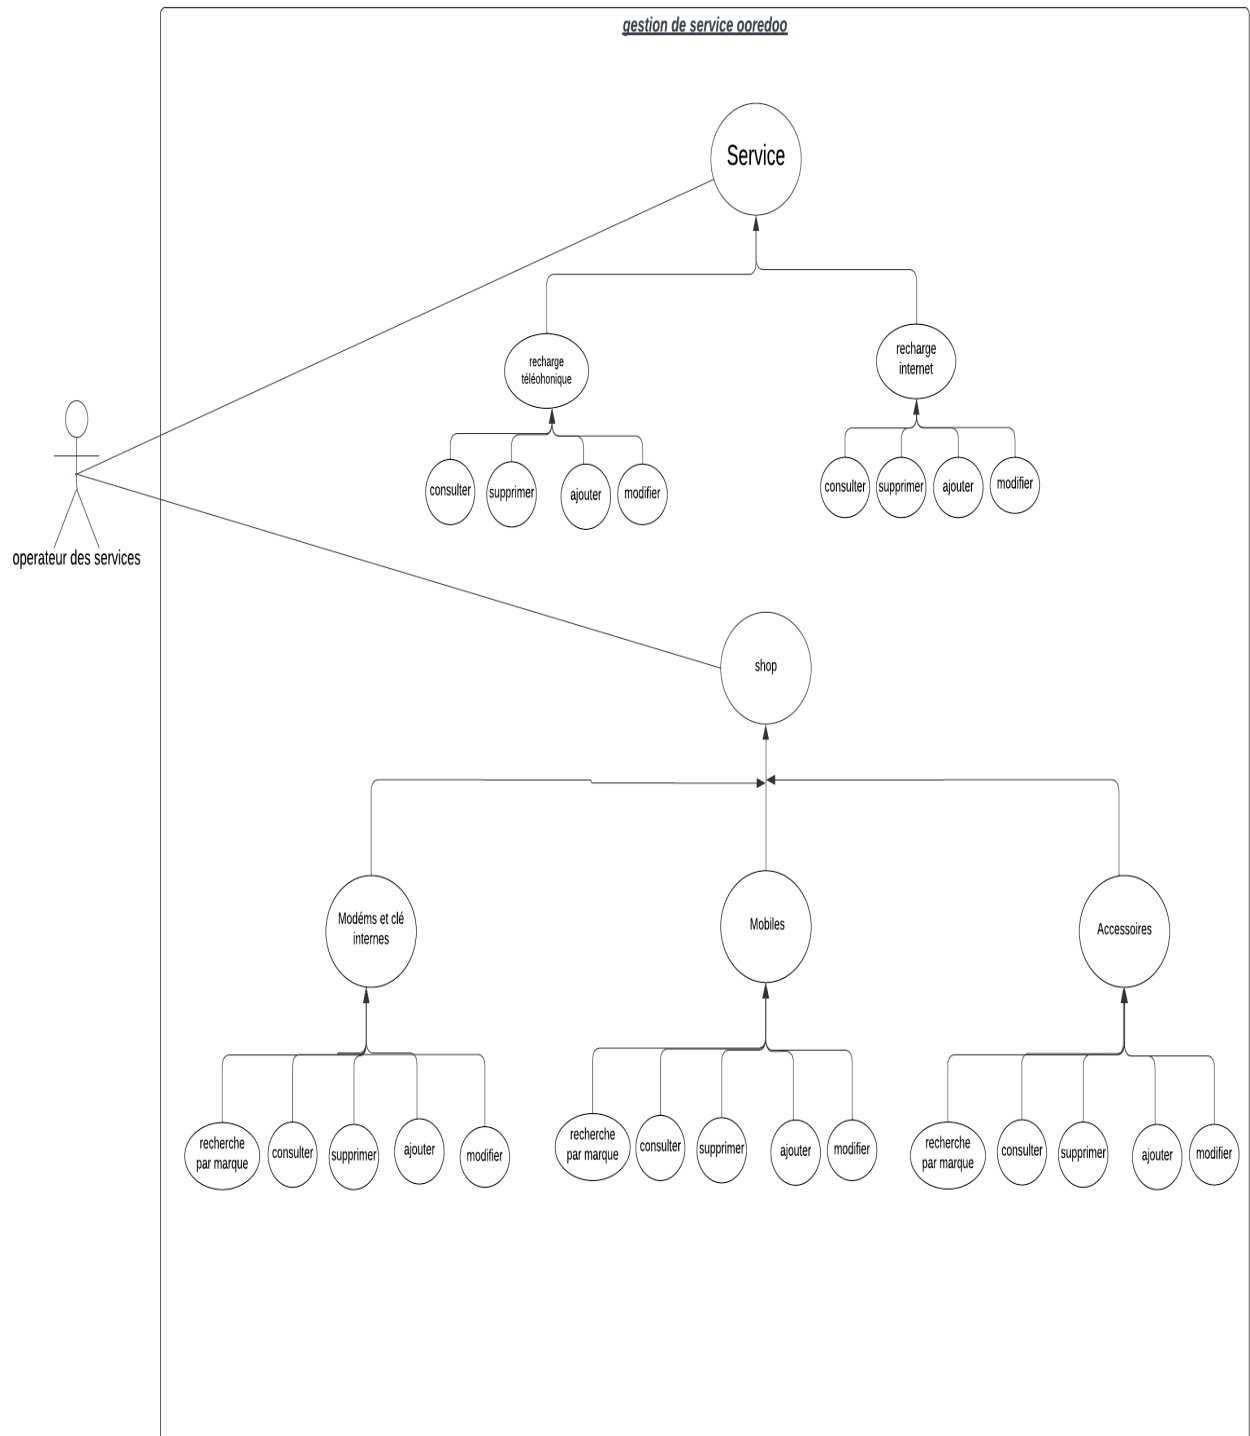 gestion de service ooredoo
Service
recharge
téléohonique
recharge
internet
consulter
supprimer
ajouter
modifier
consulter
supprimer
ajouter
modifier
operateur des services
shop
Modéms et clé
internes
Mobiles
Accessoires
recherche
par marque
consulter
supprimer
ajouter
modifier
recherche
par marque
consulter
supprimer
ajouter
modifier
recherche
par marque
consulter
supprimer
ajouter
modifier